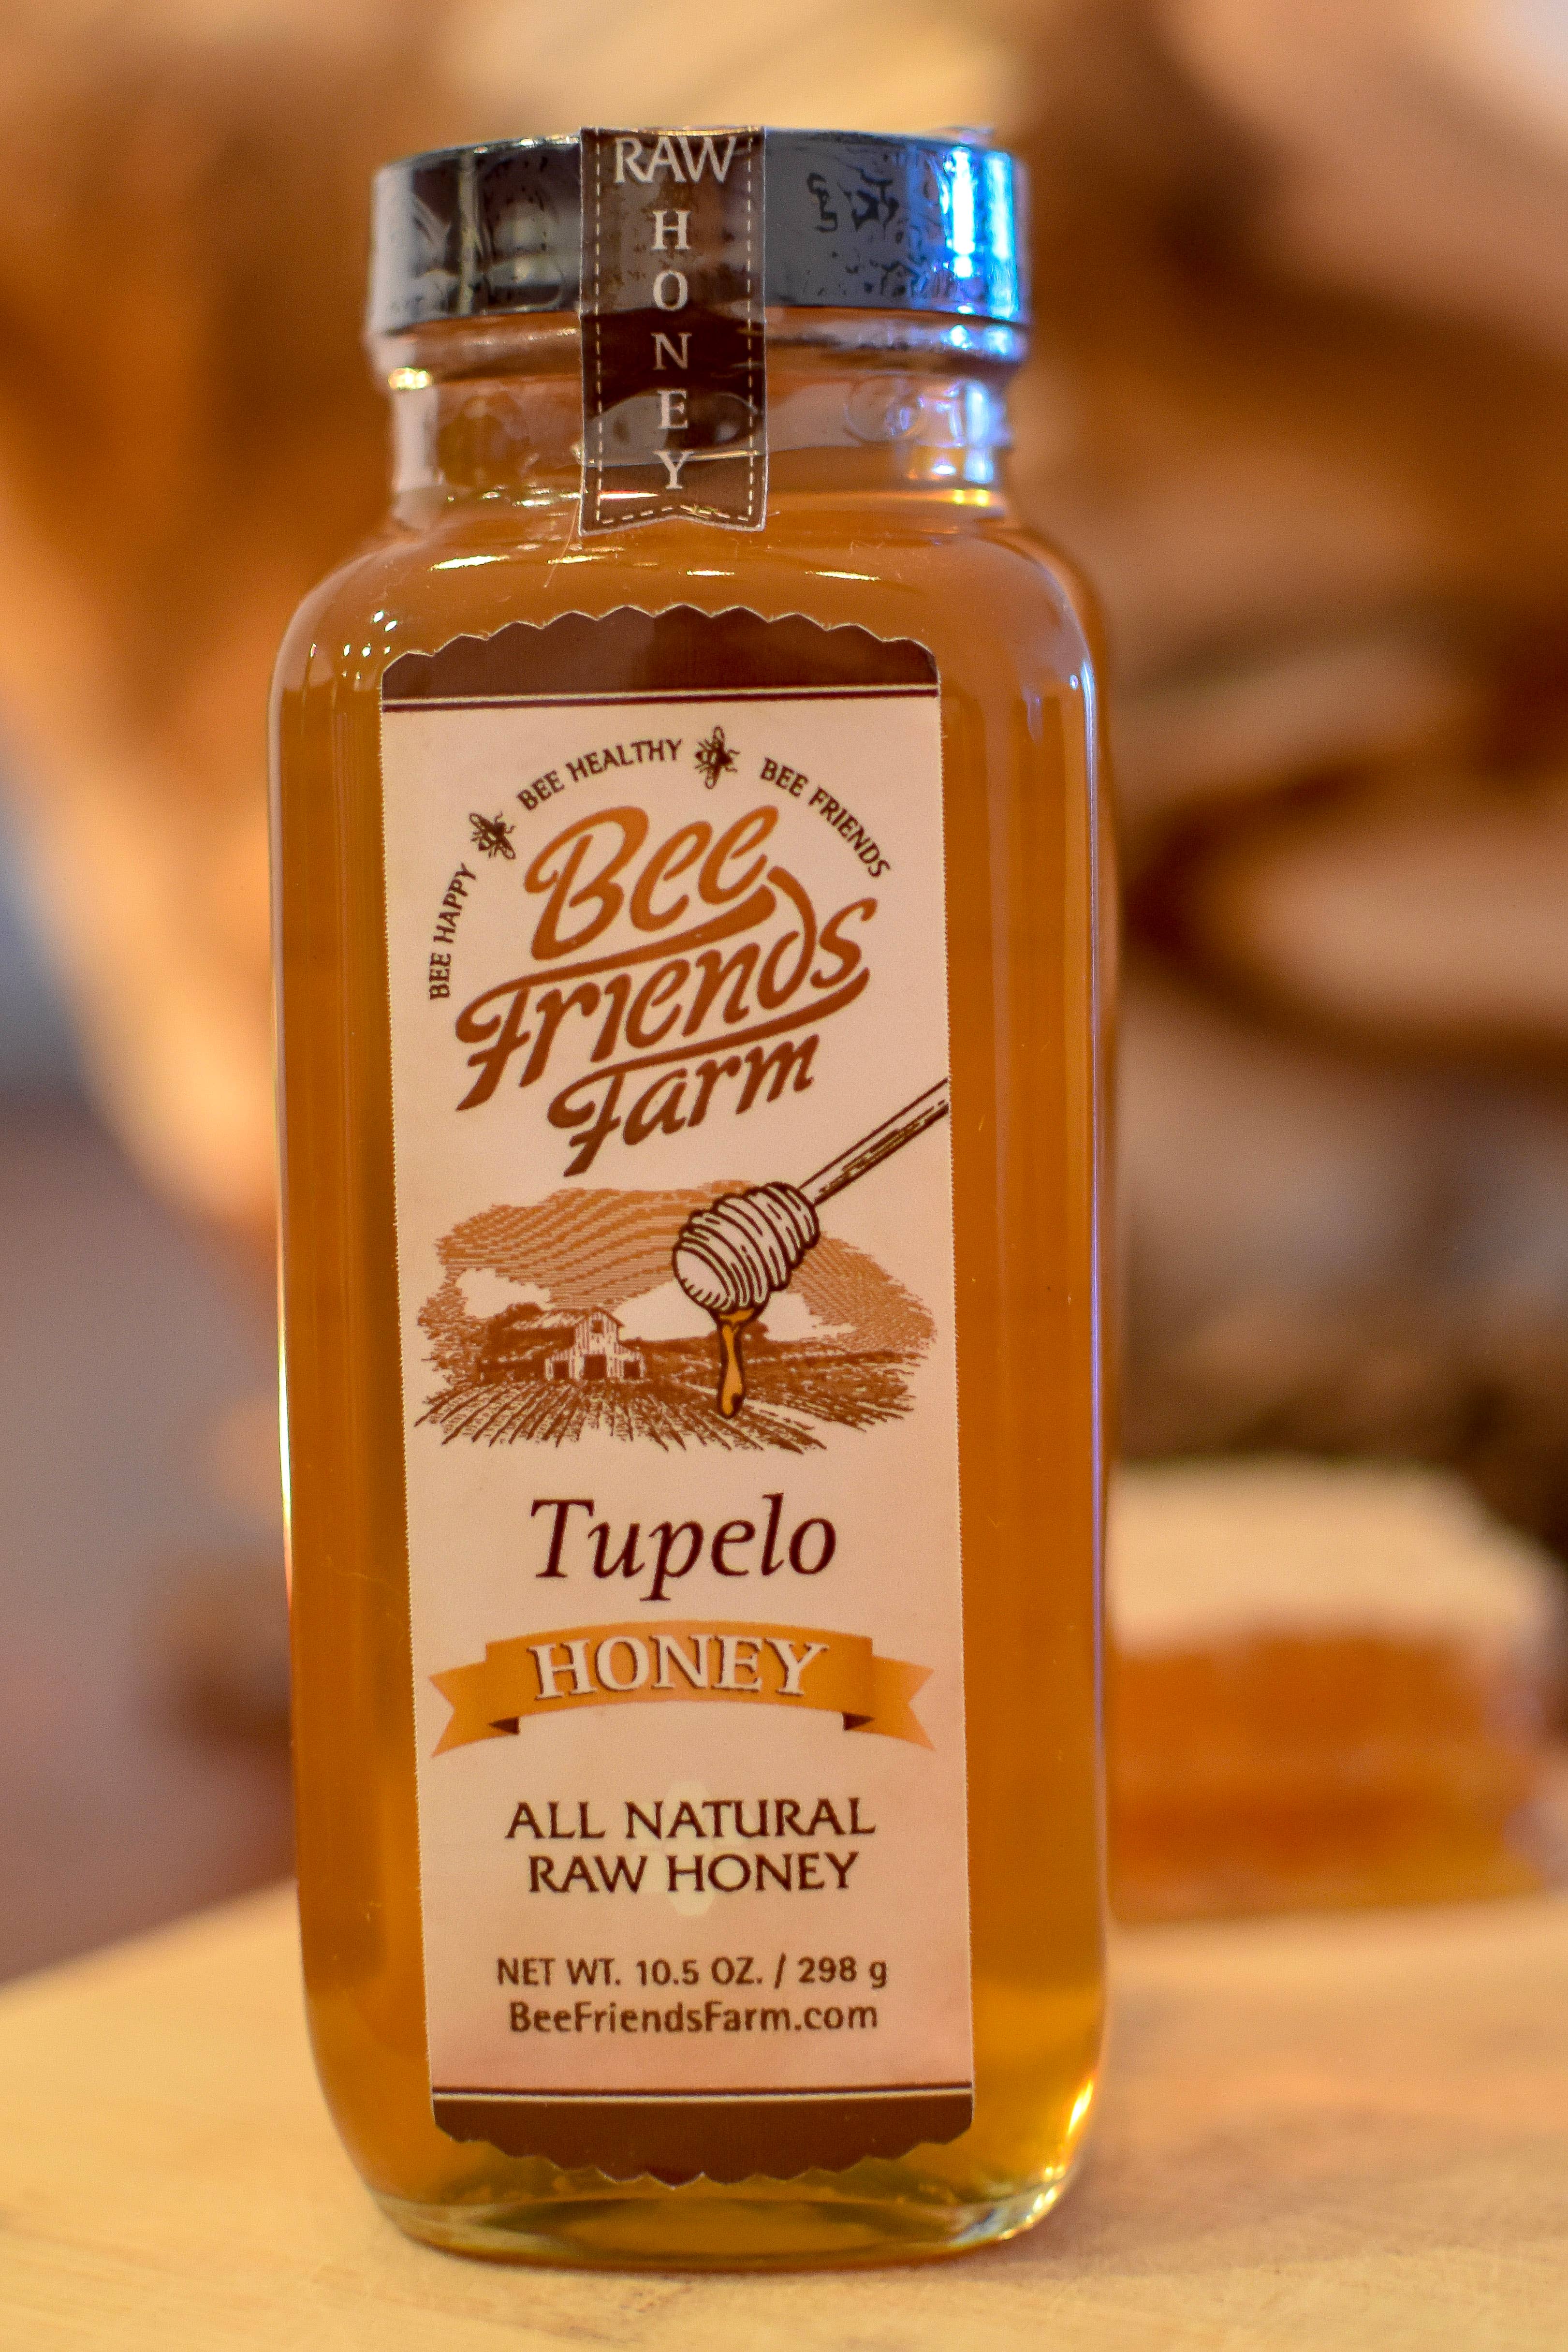 RAW
HONEY
BEE HAPPY BEE HEALTHY BEE FRIENDS
Bee
Friends
Farm
Tupelo
HONEY
ALL NATURAL
RAW HONEY
NET WT. 10.5 OZ. / 298 g
BeeFriendsFarm.com